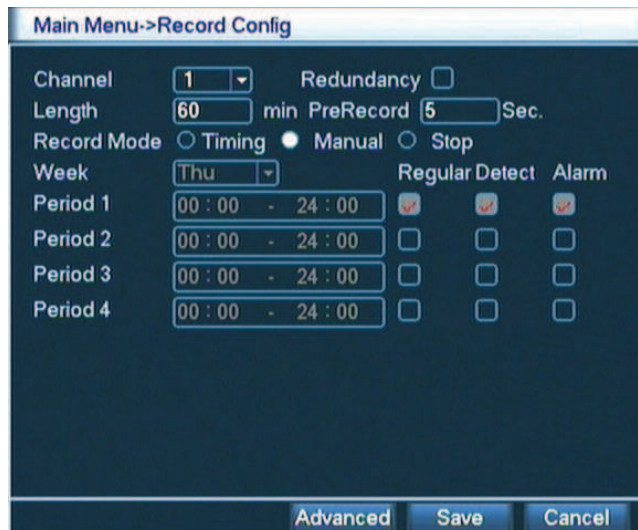 Main Menu->Record Config
Channel 1 Redundancy
Length 60 min PreRecord 5 Sec.
Record Mode Timing Manual Stop
Week Thu Regular Detect Alarm
Period 1 00 : 00 - 24 : 00
Period 2 00 : 00 - 24 : 00
Period 3 00 : 00 - 24 : 00
Period 4 00 : 00 - 24 : 00
Advanced Save Cancel